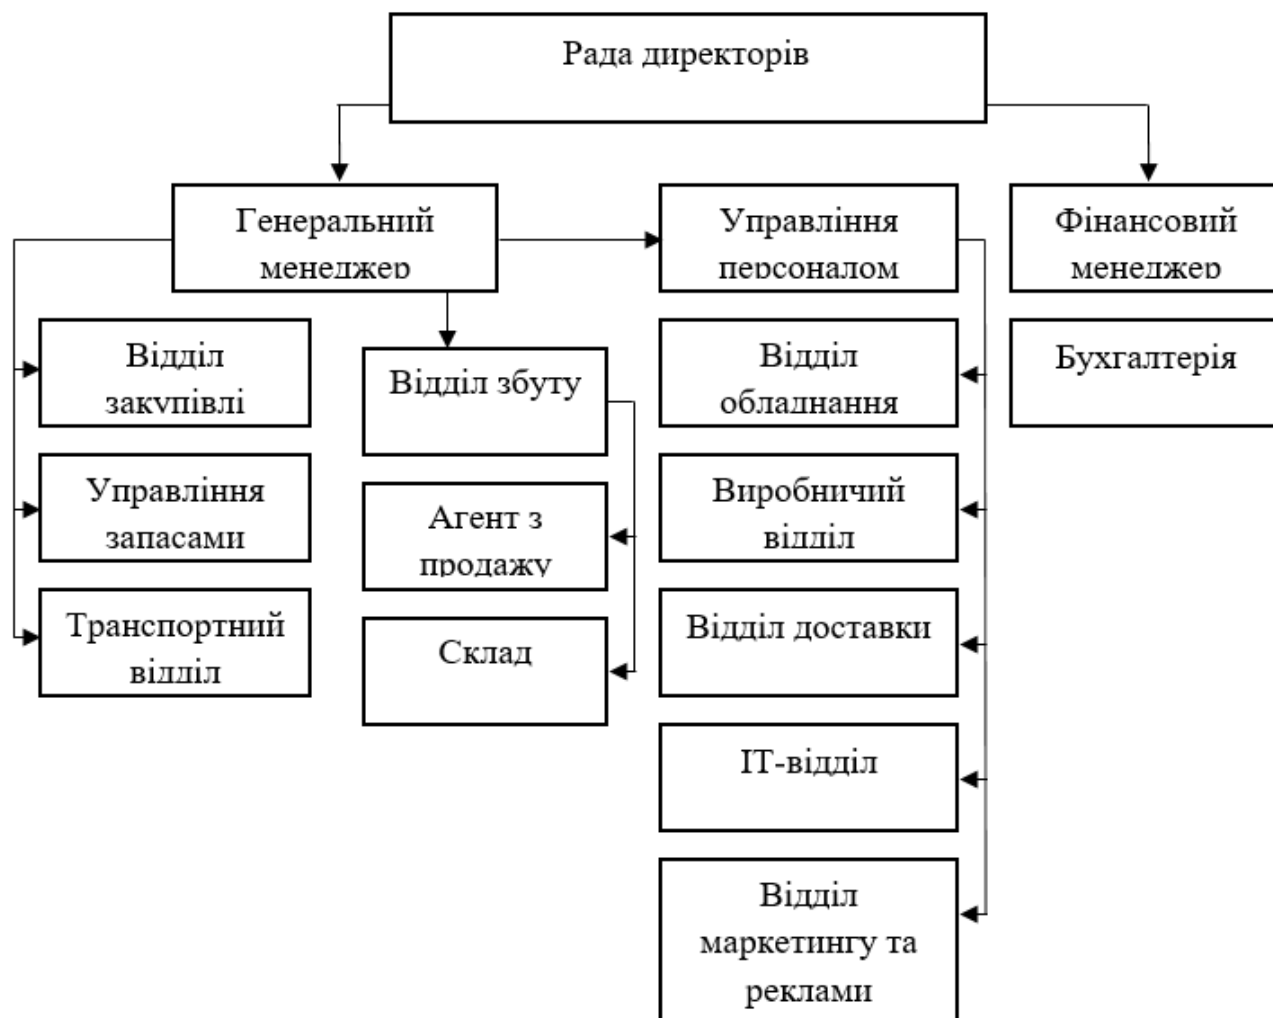 Рада директорів
Генеральний
менеджер
Управління
персоналом
Фінансовий
менеджер
Відділ
закупівлі
Відділ збуту
Відділ
обладнання
Бухгалтерія
Управління
запасами
Агент з
продажу
Виробничий
відділ
Транспортний
відділ
Склад
Відділ доставки
ІТ-відділ
Відділ
маркетингу та
реклами